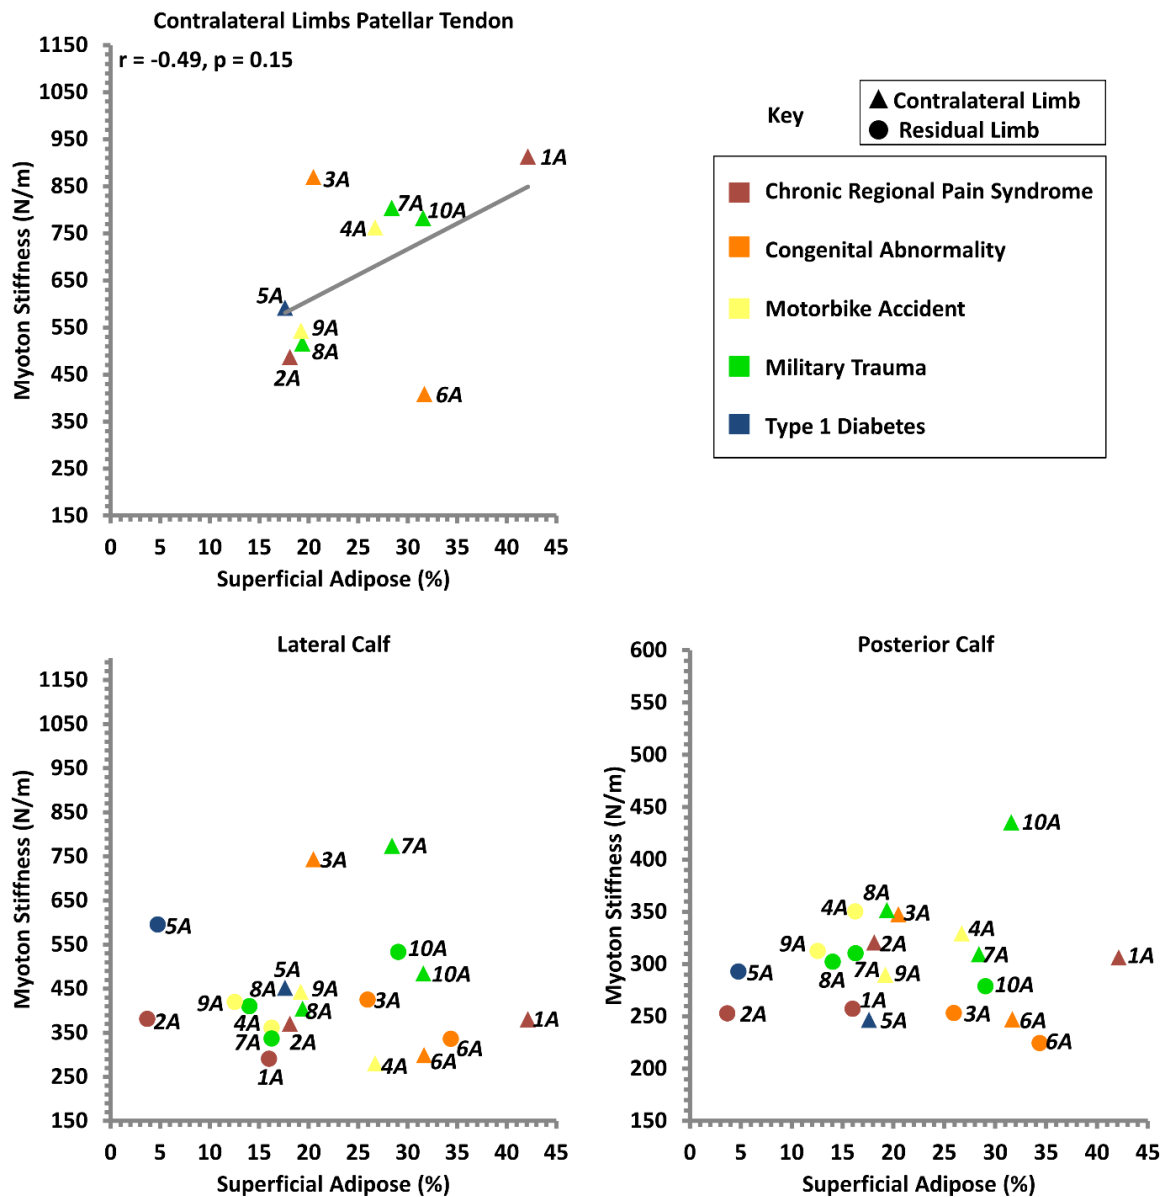 Contralateral Limbs Patellar Tendon
r = -0.49, p = 0.15
Myoton Stiffness (N/m)
1150
1050
950
850
750
650
550
450
350
250
150
1A
3A
7A
10A
4A
5A
9A
8A
2A
6A
0 5 10 15 20 25 30 35 40 45
Superficial Adipose (%)
Key
Contralateral Limb
Residual Limb
Chronic Regional Pain Syndrome
Congenital Abnormality
Motorbike Accident
Military Trauma
Type 1 Diabetes
Lateral Calf
Myoton Stiffness (N/m)
1150
1050
950
850
750
650
550
450
350
250
150
7A
3A
5A
10A
10A
5A
8A
9A
9A
3A
8A
2A
4A
1A
7A
2A
6A
6A
4A
1A
0 5 10 15 20 25 30 35 40 45
Superficial Adipose (%)
Posterior Calf
Myoton Stiffness (N/m)
600
550
500
450
400
350
300
250
200
150
10A
8A
4A
3A
4A
9A
2A
7A
1A
5A
8A
7A
9A
10A
1A
2A
5A
3A
6A
6A
0 5 10 15 20 25 30 35 40 45
Superficial Adipose (%)